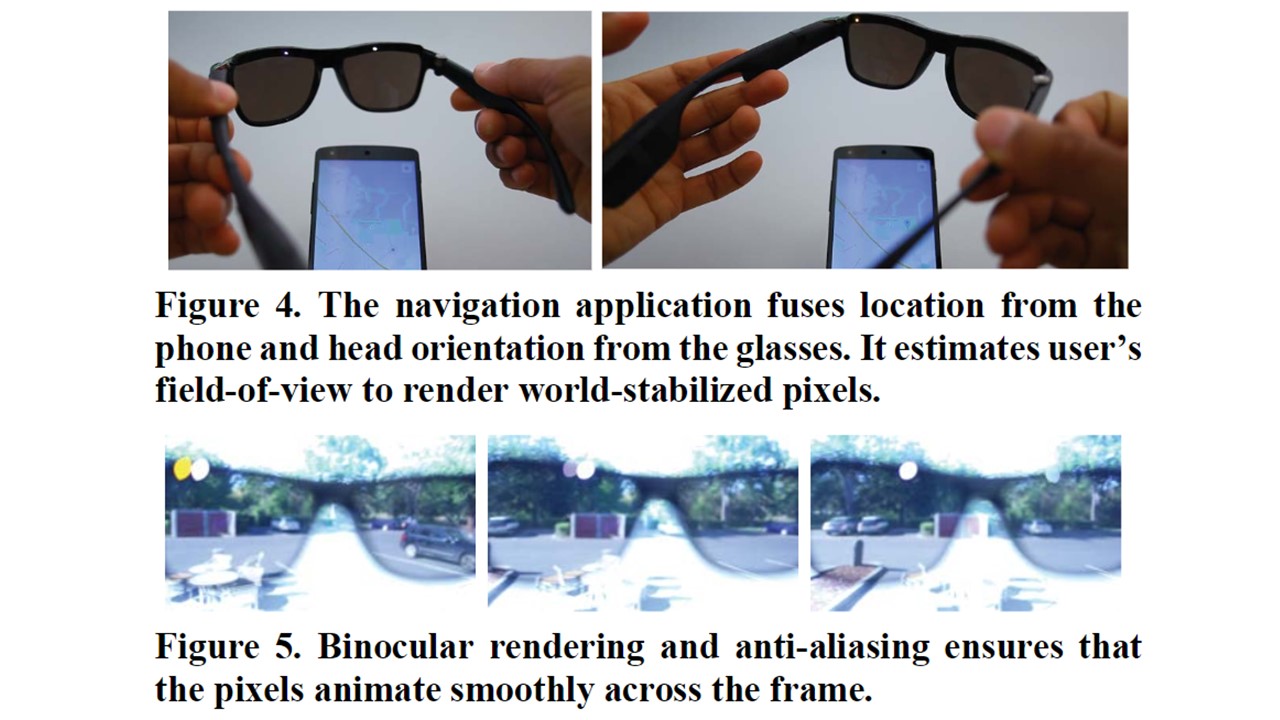 Figure 4. The navigation application fuses location from the
phone and head orientation from the glasses. It estimates user’s
field-of-view to render world-stabilized pixels.
Figure 5. Binocular rendering and anti-aliasing ensures that
the pixels animate smoothly across the frame.